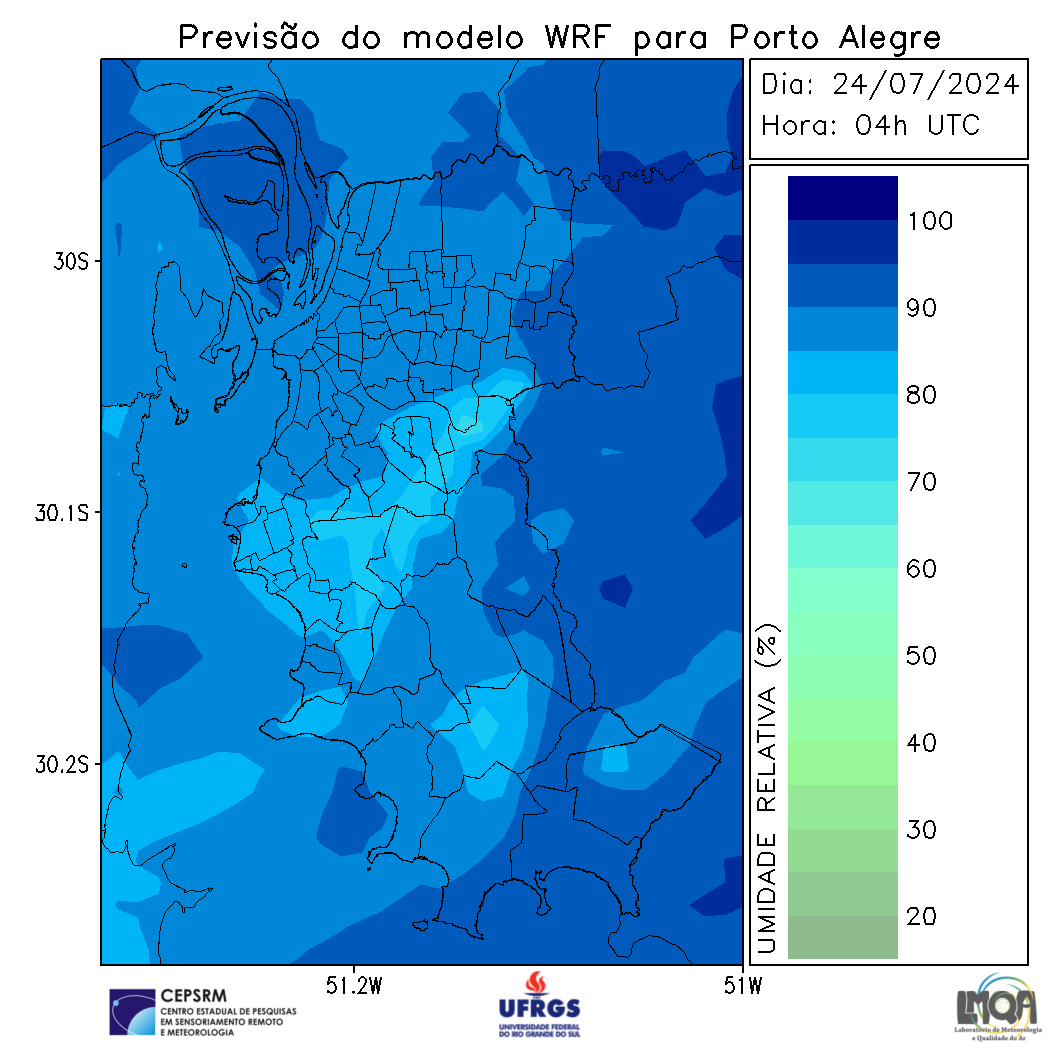 Previsão do modelo WRF para Porto Alegre
Dia: 24/07/2024
Hora: 04h UTC
100
90
80
70
60
50
40
30
20
UMIDADE RELATIVA (%)
30S
30.1S
30.2S
51.2W
51W
CEPSRM
CENTRO ESTADUAL DE PESQUISAS
EM SENSORIAMENTO REMOTO
E METEOROLOGIA
UFRGS
UNIVERSIDADE FEDERAL
DO RIO GRANDE DO SUL
LMQA
Laboratório de Meteorologia
e Qualidade do Ar